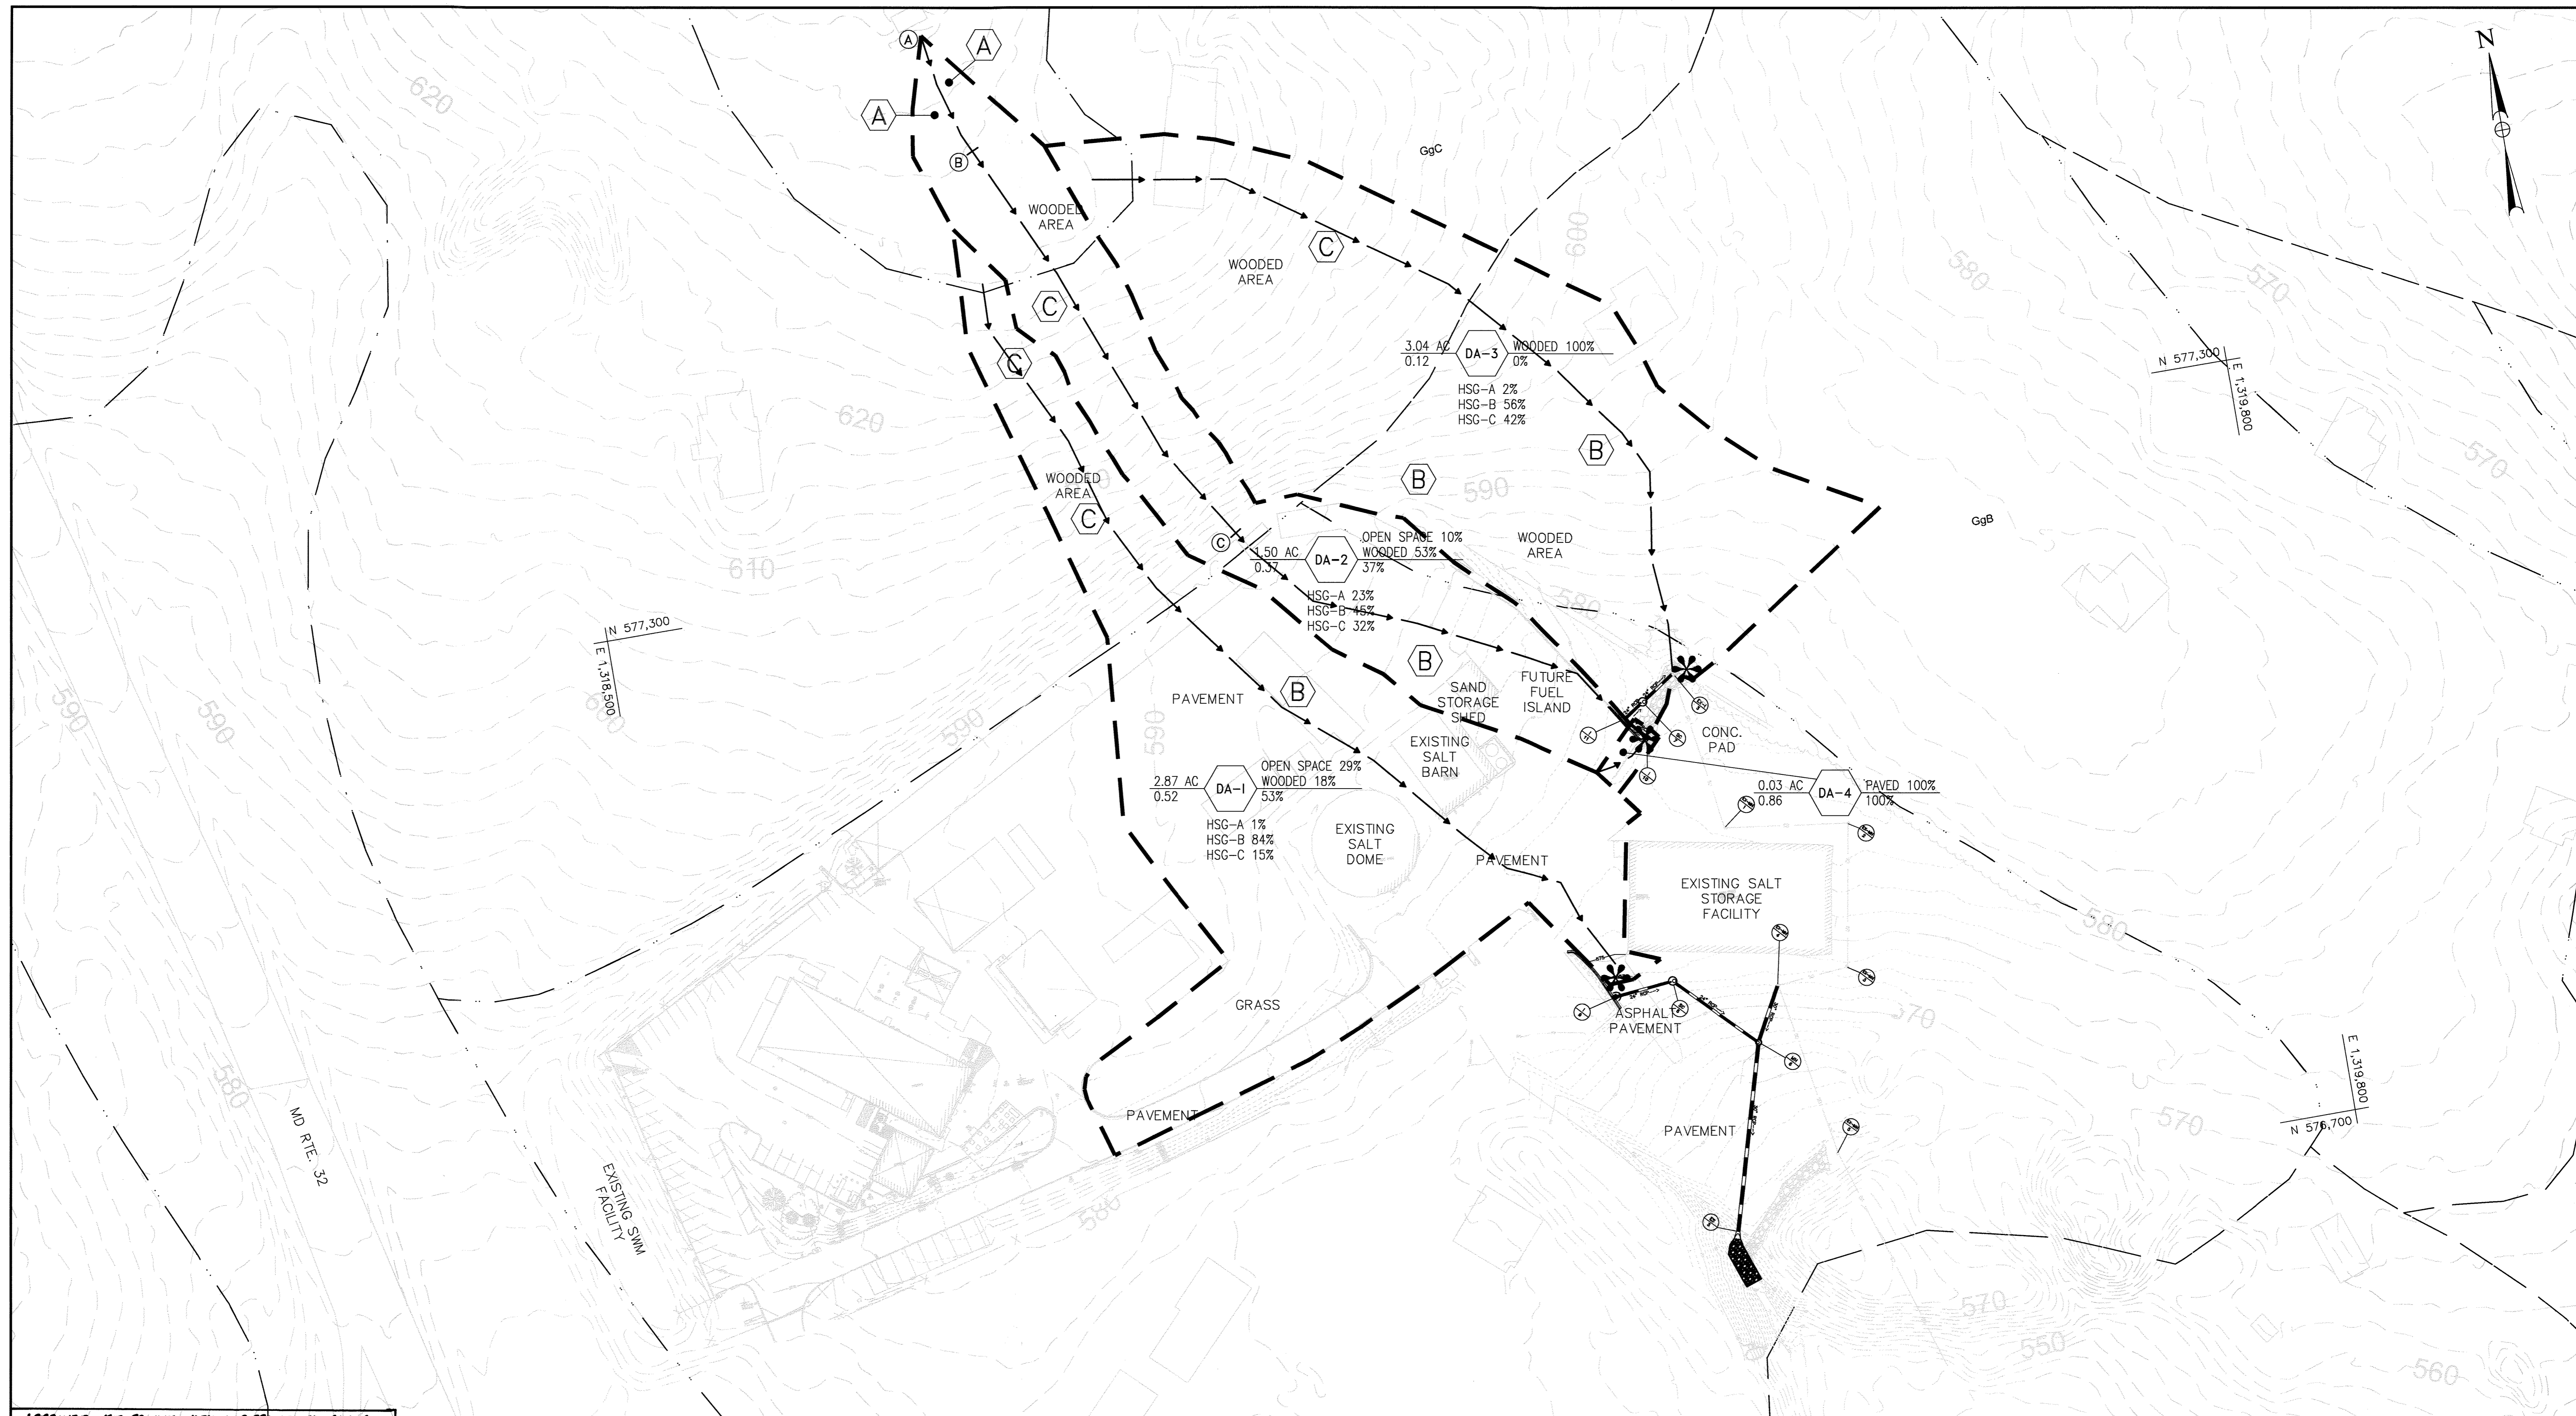 N
620
A
A
A
B
GgC
WOODED
AREA
600
C
WOODED
AREA
580
570
C
C
3.04 AC
0.12
DA-3
WOODED 100%
0%
HSG-A 2%
HSG-B 56%
HSG-C 42%
N 577,300
E 1,319,800
620
B
570
WOODED
AREA
B
590
C
GgB
C
OPEN SPACE 10%
1.50 AC
0.37
DA-2
WOODED 53%
37%
WOODED
AREA
610
HSG-A 23%
HSG-B 45%
HSG-C 32%
580
N 577,300
E 1,318,500
B
FUTURE
FUEL
ISLAND
SAND
STORAGE
SHED
PAVEMENT
B
590
590
600
590
590
CONC.
PAD
EXISTING
SALT
BARN
OPEN SPACE 29%
2.87 AC
0.52
DA-1
WOODED 18%
53%
0.03 AC
0.86
DA-4
PAVED 100%
100%
HSG-A 1%
HSG-B 84%
HSG-C 15%
EXISTING
SALT
DOME
PAVEMENT
EXISTING SALT
STORAGE
FACILITY
580
GRASS
ASPHALT
PAVEMENT
570
580
MD RTE. 32
PAVEMENT
PAVEMENT
570
E 1,319,800
N 576,700
EXISTING SWM
FACILITY
580
570
550
560